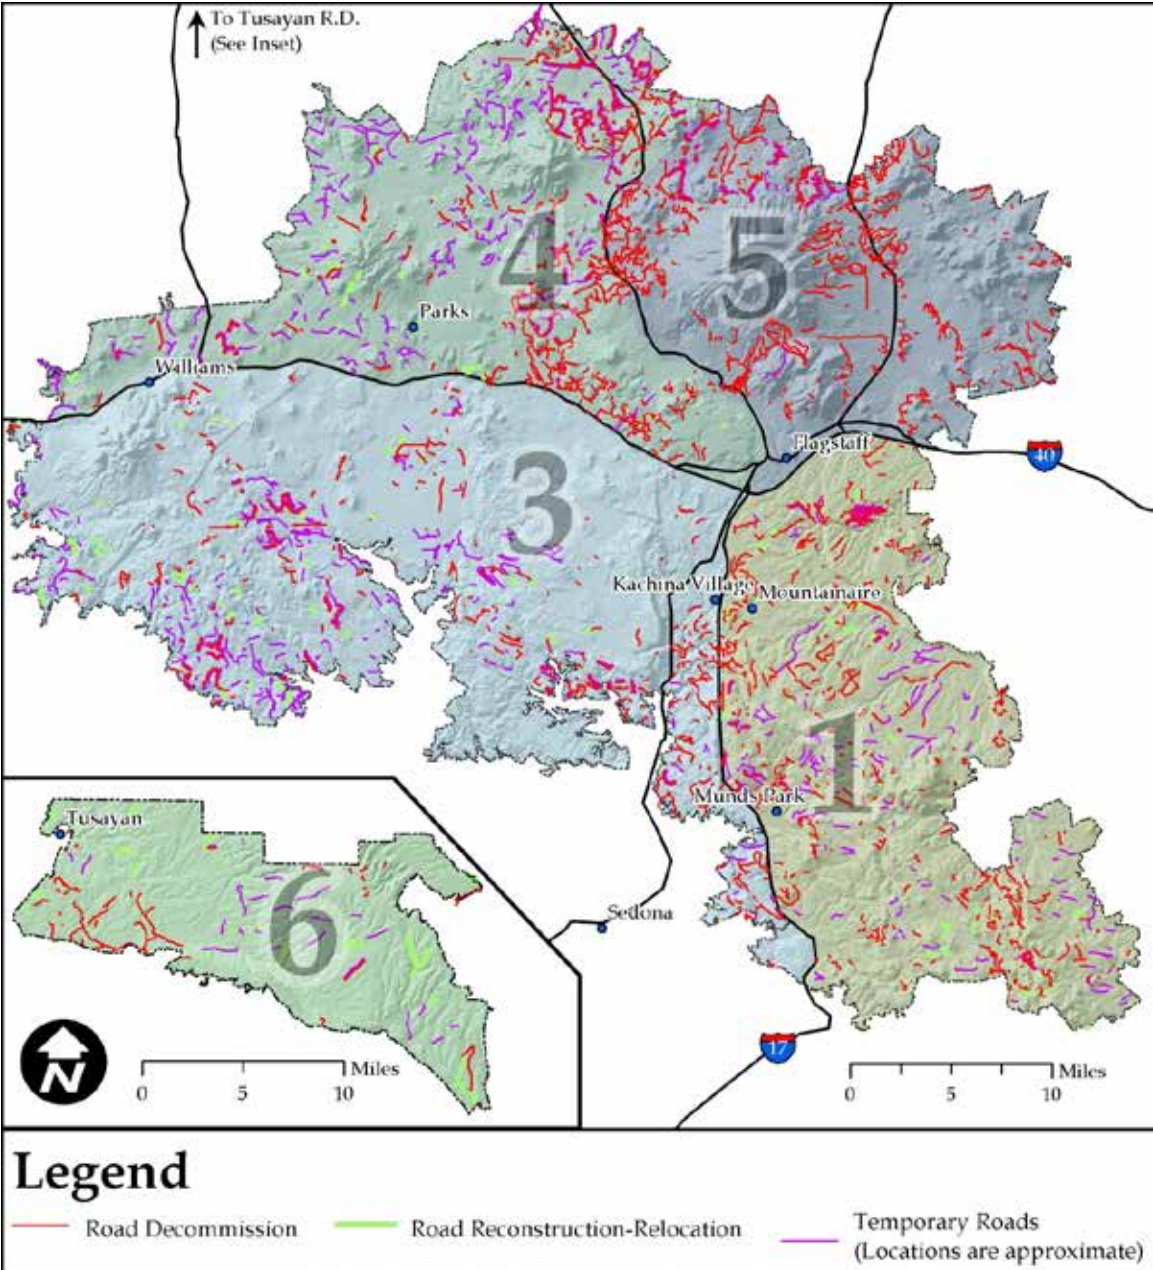 To Tusayan R.D.
(See Inset)
4
5
Parks
Williams
Flagstaff
40
3
Kachina Village
Mountainaire
1
Munds Park
Tusayan
6
Sedona
N
Miles
0 5 10
17
Miles
0 5 10
Legend
Road Decommission
Road Reconstruction-Relocation
Temporary Roads
(Locations are approximate)